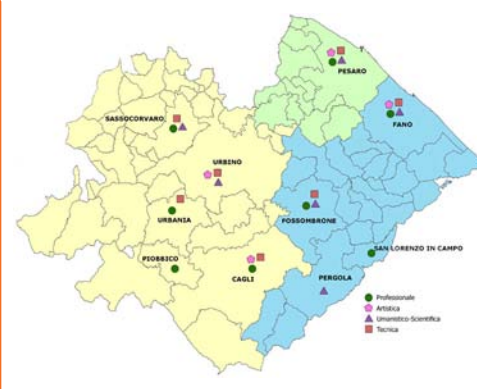 PESARO
FANO
SASSOCORVARO
URBINO
URBANIA
FOSSOMBRONE
PIOBBICO
CAGLI
SAN LORENZO IN CAMPO
PERGOLA
Professionale
Artistica
Umanistico-Scientifica
Tecnica